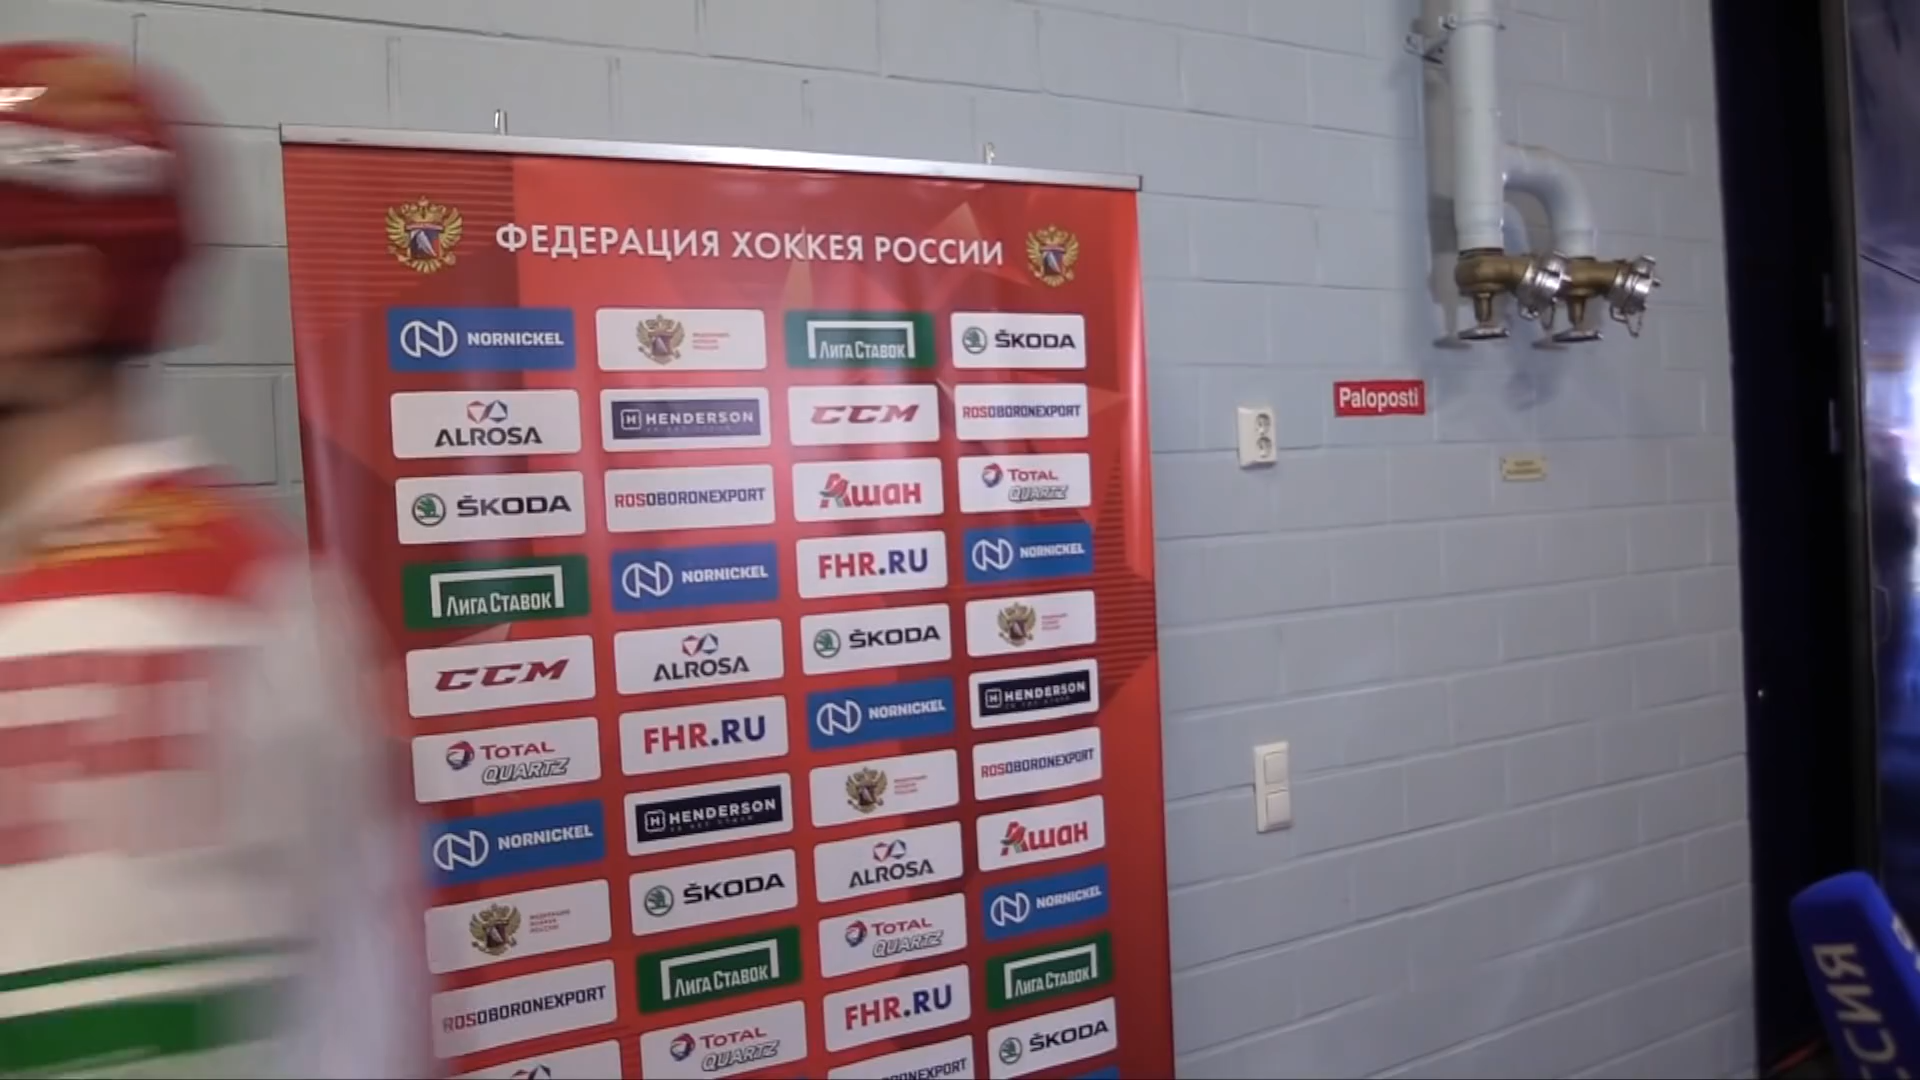 ФЕДЕРАЦИЯ ХОККЕЯ РОССИИ
NORNICKEL
ЛИГА СТАВОК
ŠKODA
ALROSA
HENDERSON
CCM
ROSOBORONEXPORT
ŠKODA
ROSOBORONEXPORT
АШАН
TOTAL
QUARTZ
ЛИГА СТАВОК
NORNICKEL
FHR.RU
NORNICKEL
CCM
ALROSA
ŠKODA
TOTAL
QUARTZ
FHR.RU
NORNICKEL
HENDERSON
NORNICKEL
HENDERSON
ROSOBORONEXPORT
ŠKODA
ALROSA
АШАН
ROSOBORONEXPORT
ЛИГА СТАВОК
TOTAL
QUARTZ
NORNICKEL
TOTAL
QUARTZ
FHR.RU
ЛИГА СТАВОК
ŠKODA
Paloposti